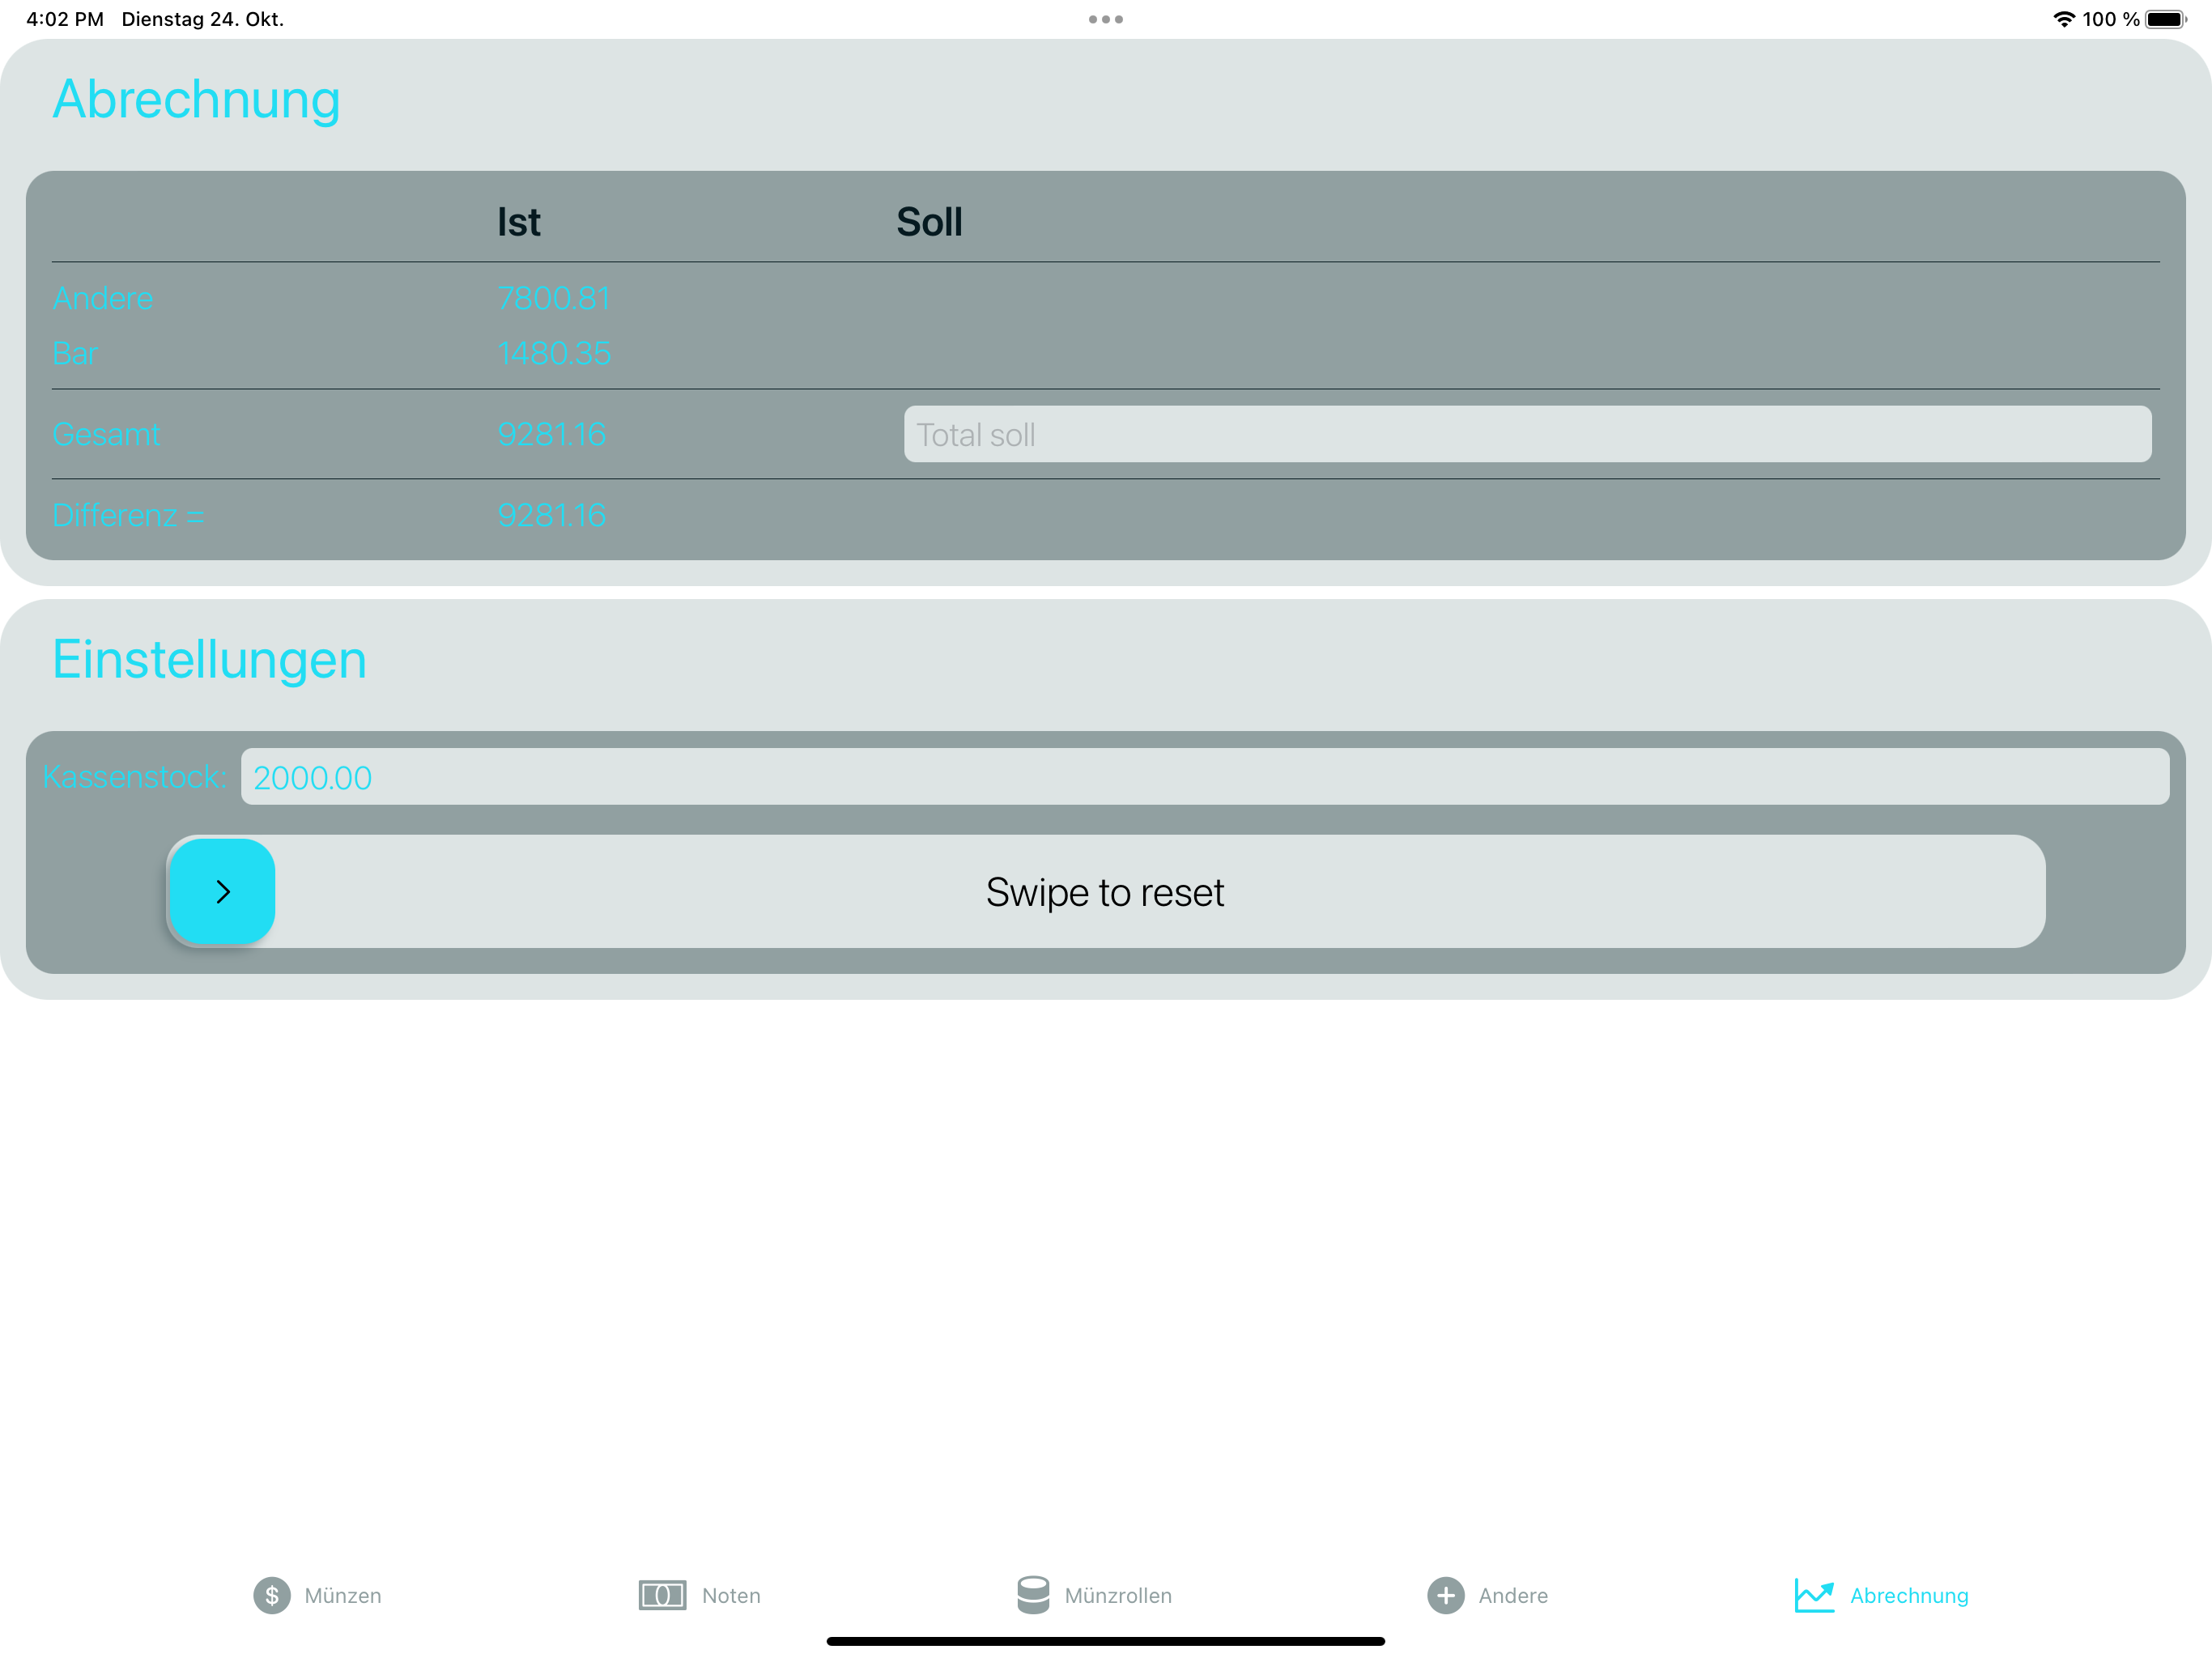 4:02 PM Dienstag 24. Okt. 100 %
Abrechnung
Ist Soll
Andere 7800.81
Bar 1480.35
Gesamt 9281.16 Total soll
Differenz = 9281.16
Einstellungen
Kassenstock: 2000.00
Swipe to reset
Münzen Noten Münzrollen Andere Abrechnung